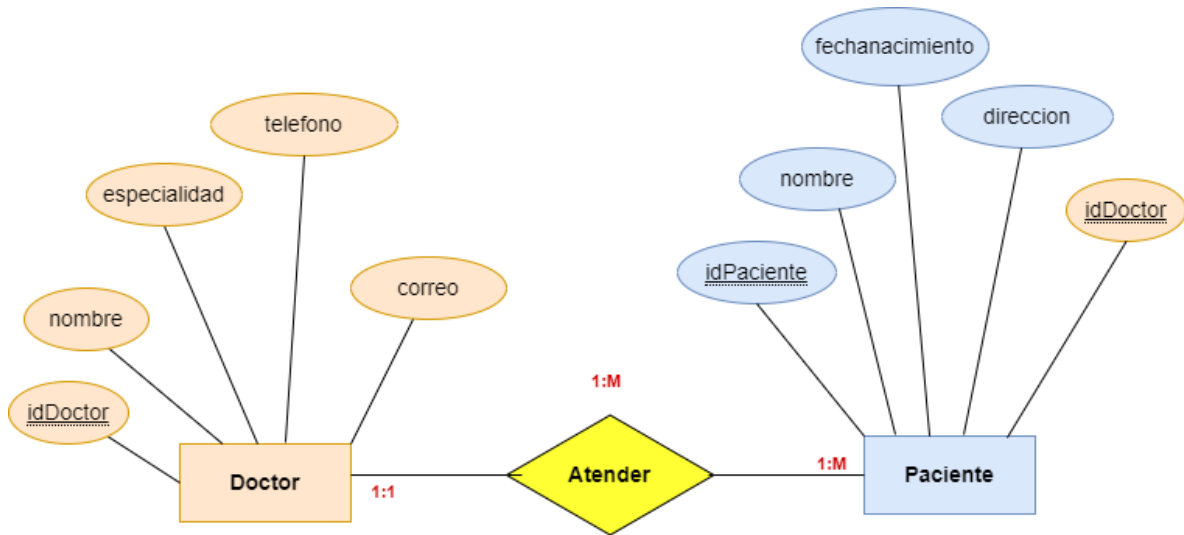 fechanacimiento
telefono
direccion
especialidad
nombre
idDoctor
idPaciente
correo
nombre
1:M
idDoctor
Doctor
1:1
Atender
1:M
Paciente